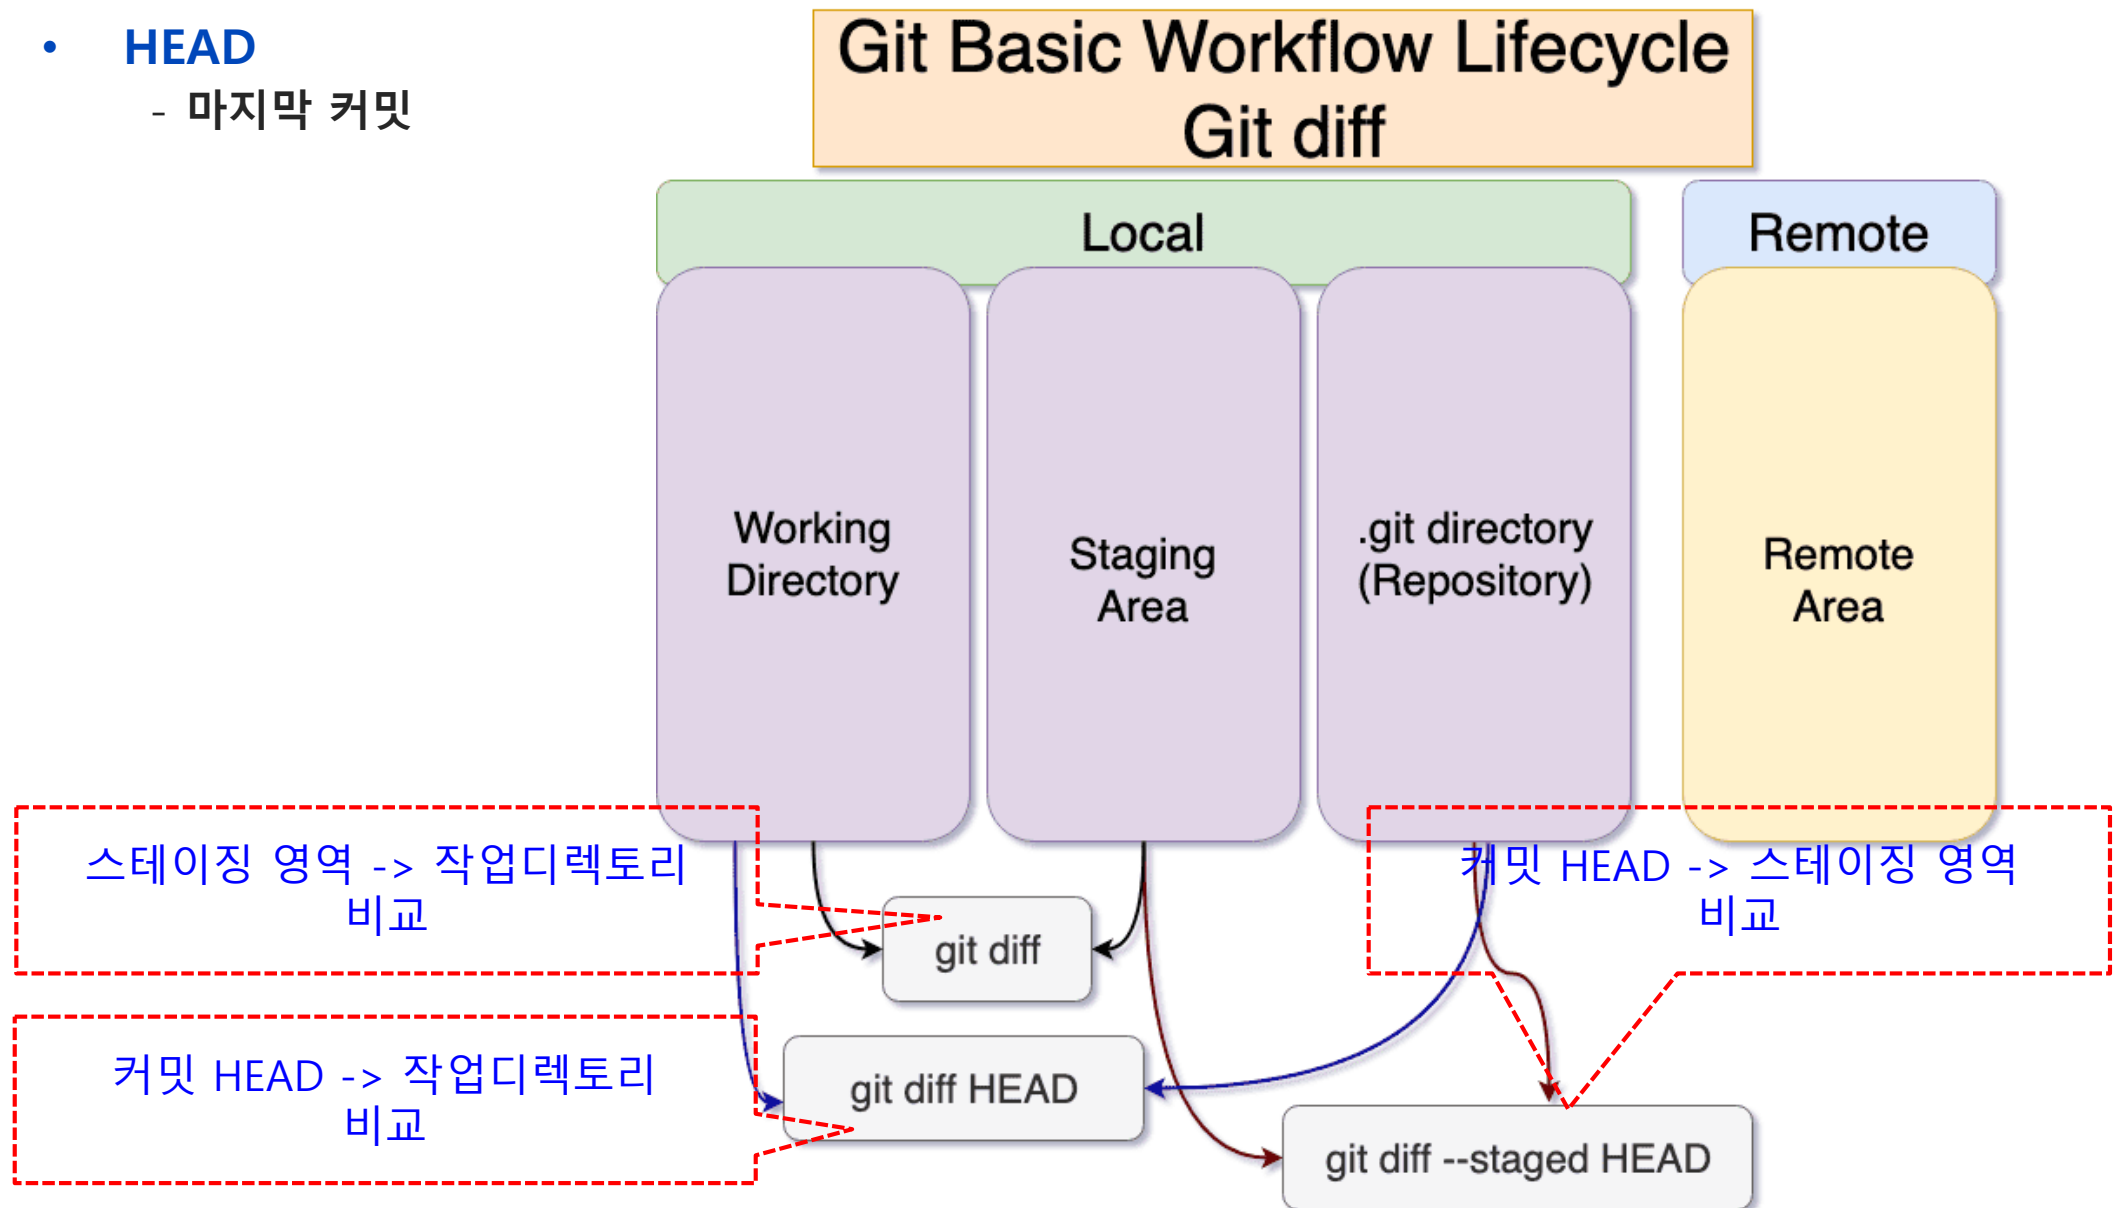 • HEAD
- 마지막 커밋
Git Basic Workflow Lifecycle
Git diff
Local
Remote
Working
Directory
Staging
Area
.git directory
(Repository)
Remote
Area
스테이징 영역 -> 작업디렉토리
비교
커밋 HEAD -> 스테이징 영역
비교
git diff
커밋 HEAD -> 작업디렉토리
비교
git diff HEAD
git diff --staged HEAD